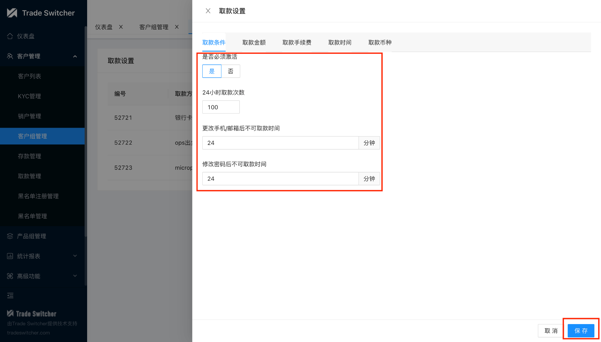 Trade Switcher
仪表盘
客户管理
客户列表
KYC管理
销户管理
客户组管理
存款管理
取款管理
黑名单注册管理
黑名单管理
产品组管理
统计报表
高级功能
Trade Switcher
由Trade Switcher提供技术支持
tradeswitcher.com
仪表盘
客户组管理
取款设置
编号
取款方
52721
银行卡
52722
52723
取款设置
取款条件
取款金额
取款手续费
取款时间
取款币种
是否必须激活
是
否
24小时取款次数
100
更改手机/邮箱后不可取款时间
24
分钟
修改密码后不可取款时间
24
分钟
取 消
保 存